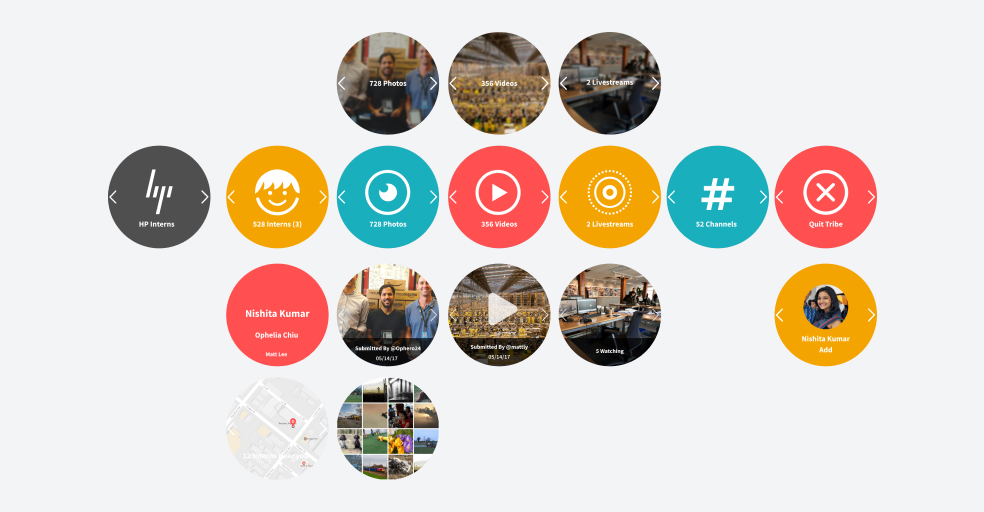 728 Photos
356 Videos
2 Livestreams
HP Interns
528 Interns (3)
728 Photos
356 Videos
2 Livestreams
#
52 Channels
Quit Tribe
Nishita Kumar
Ophelia Chiu
Matt Lee
Submitted By @Ophero24
05/14/17
Submitted By @mattly
05/14/17
5 Watching
Nishita Kumar
Add